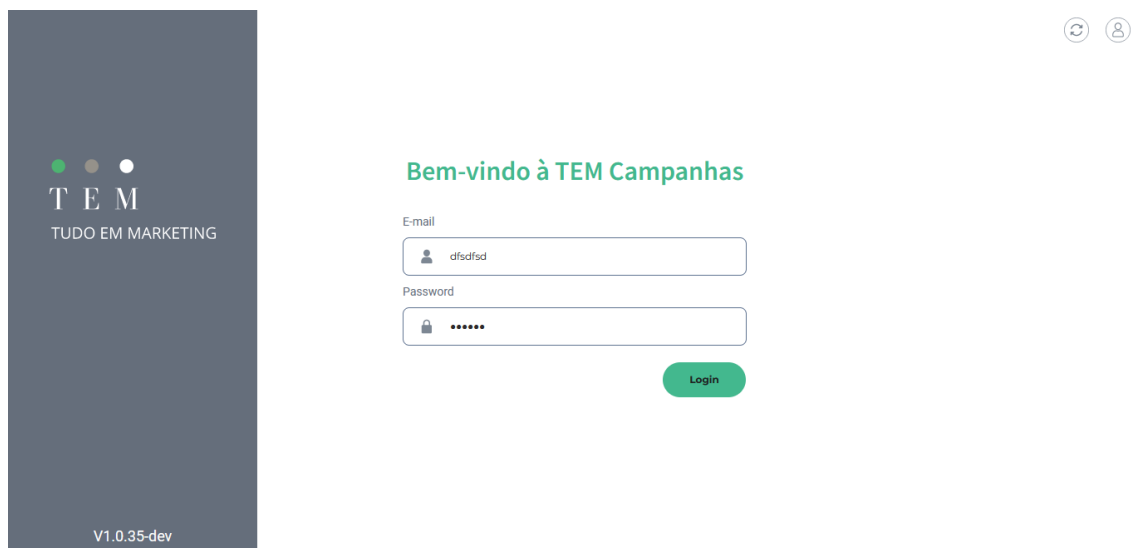 T E M
TUDO EM MARKETING
V1.0.35-dev
Bem-vindo à TEM Campanhas
E-mail
dfsdfsd
Password
••••••
Login